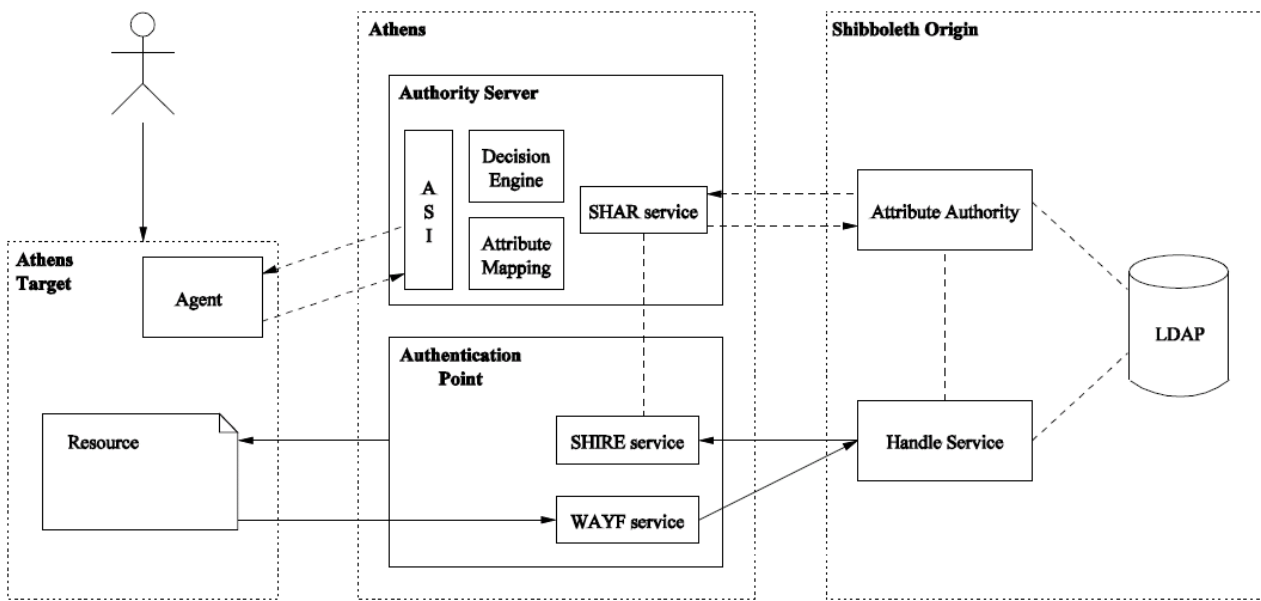 Athens
Shibboleth Origin
Authority Server
A
S
I
Decision
Engine
Attribute
Mapping
SHAR service
Attribute Authority
Athens
Target
Agent
LDAP
Authentication
Point
Resource
SHIRE service
Handle Service
WAYF service